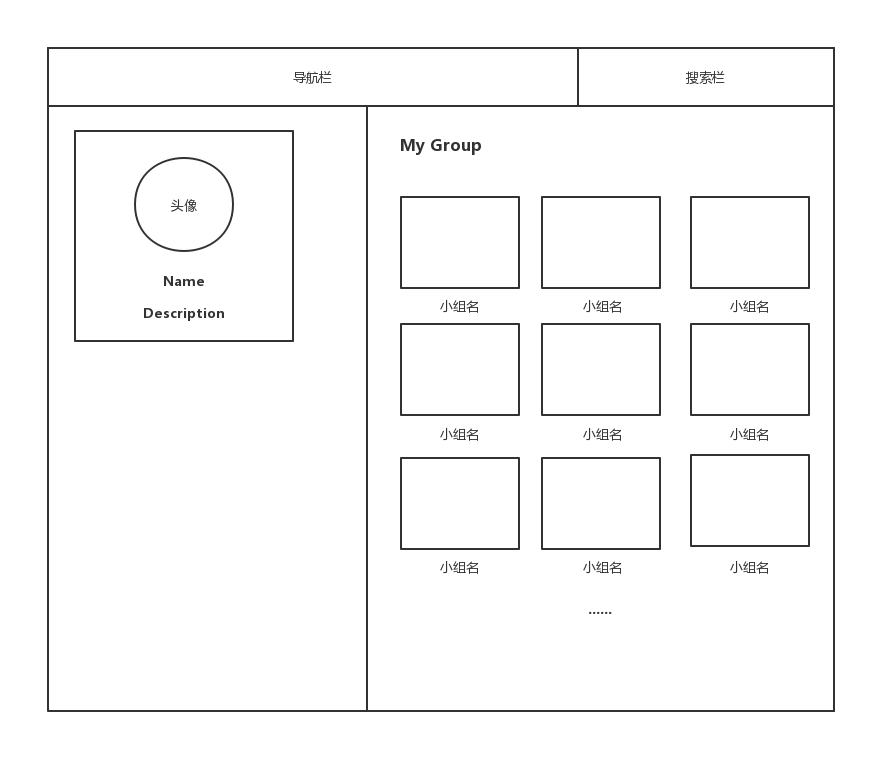 导航栏
搜索栏
头像
Name
Description
My Group
小组名
小组名
小组名
小组名
小组名
小组名
小组名
小组名
小组名
......